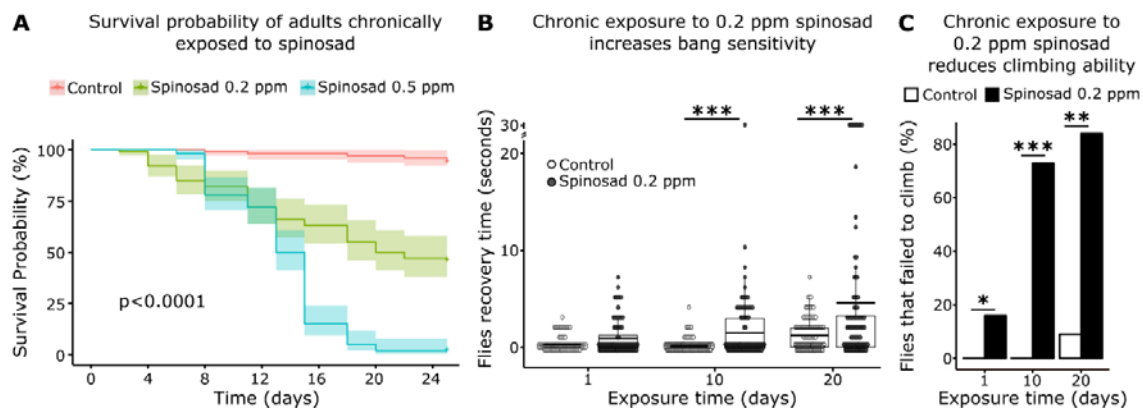 A
Survival probability of adults chronically
exposed to spinosad
Control
Spinosad 0.2 ppm
Spinosad 0.5 ppm
Survival Probability (%)
100
75
50
25
0
p<0.0001
0 4 8 12 16 20 24
Time (days)
B
Chronic exposure to 0.2 ppm spinosad
increases bang sensitivity
Flies recovery time (seconds)
30
20
10
0
*** ***
Control
Spinosad 0.2 ppm
1 10 20
Exposure time (days)
C
Chronic exposure to
0.2 ppm spinosad
reduces climbing ability
Control
Spinosad 0.2 ppm
Flies that failed to climb (%)
80
60
40
20
0
* *** **
1 10 20
Exposure time (days)